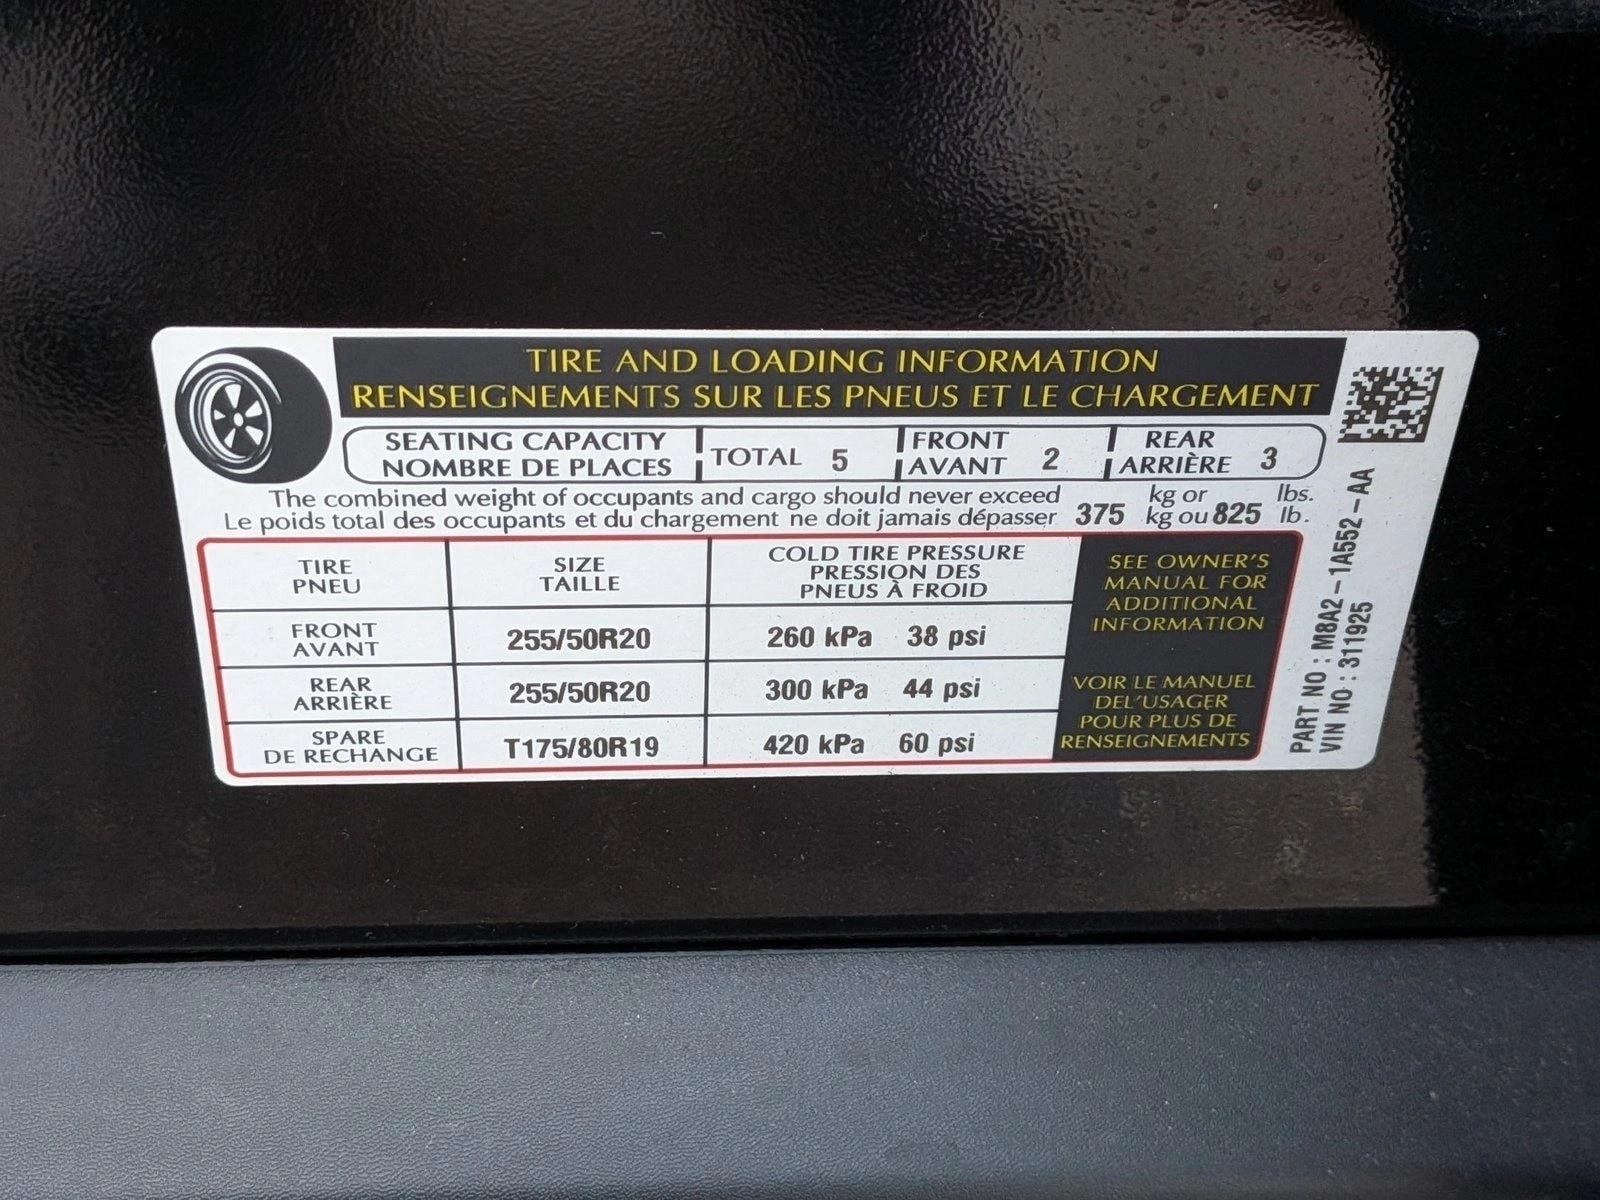 TIRE AND LOADING INFORMATION
RENSEIGNEMENTS SUR LES PNEUS ET LE CHARGEMENT
SEATING CAPACITY
NOMBRE DE PLACES
TOTAL 5
FRONT
AVANT 2
REAR
ARRIÈRE 3
The combined weight of occupants and cargo should never exceed
Le poids total des occupants et du chargement ne doit jamais dépasser
375 kg or 825 lbs.
kg ou lb.
TIRE
PNEU
SIZE
TAILLE
COLD TIRE PRESSURE
PRESSION DES
PNEUS À FROID
FRONT
AVANT
255/50R20
260 kPa 38 psi
REAR
ARRIÈRE
255/50R20
300 kPa 44 psi
SPARE
DE RECHANGE
T175/80R19
420 kPa 60 psi
SEE OWNER'S
MANUAL FOR
ADDITIONAL
INFORMATION
VOIR LE MANUEL
DEL'USAGER
POUR PLUS DE
RENSEIGNEMENTS
PART NO : M8A2-1A552-AA
VIN NO : 3111925